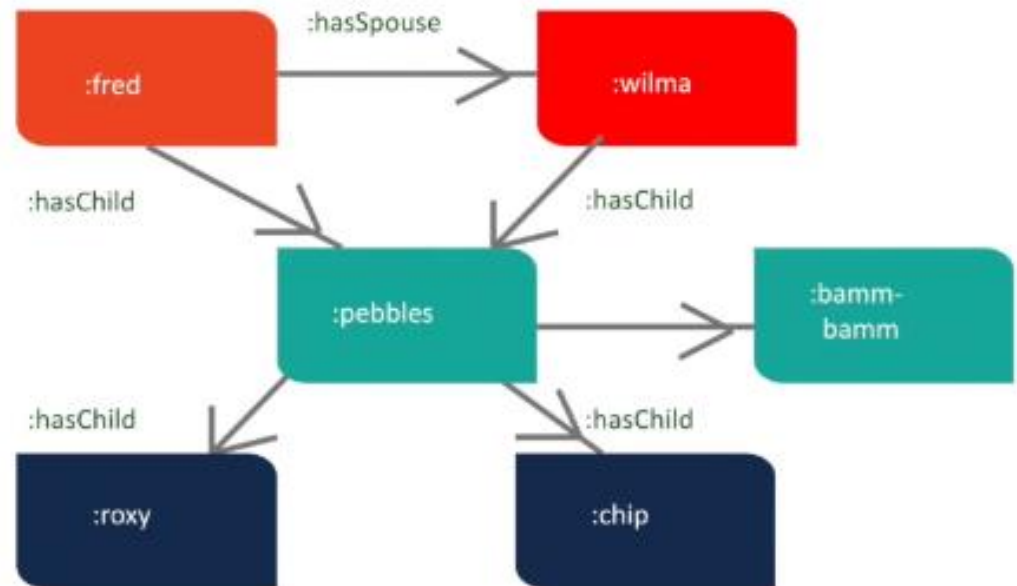 :hasSpouse
:fred
:wilma
:hasChild
:hasChild
:pebbles
:bamm-
bamm
:hasChild
:hasChild
:roxy
:chip